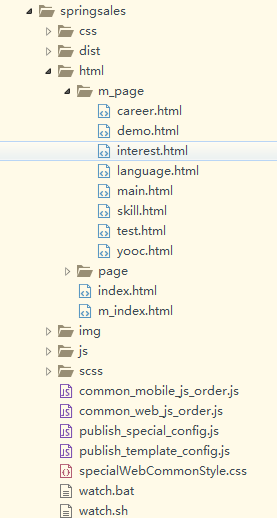 springsales
css
dist
html
m_page
career.html
demo.html
interest.html
language.html
main.html
skill.html
test.html
yooc.html
page
index.html
m_index.html
img
js
scss
common_mobile_js_order.js
common_web_js_order.js
publish_special_config.js
publish_template_config.js
specialWebCommonStyle.css
watch.bat
watch.sh